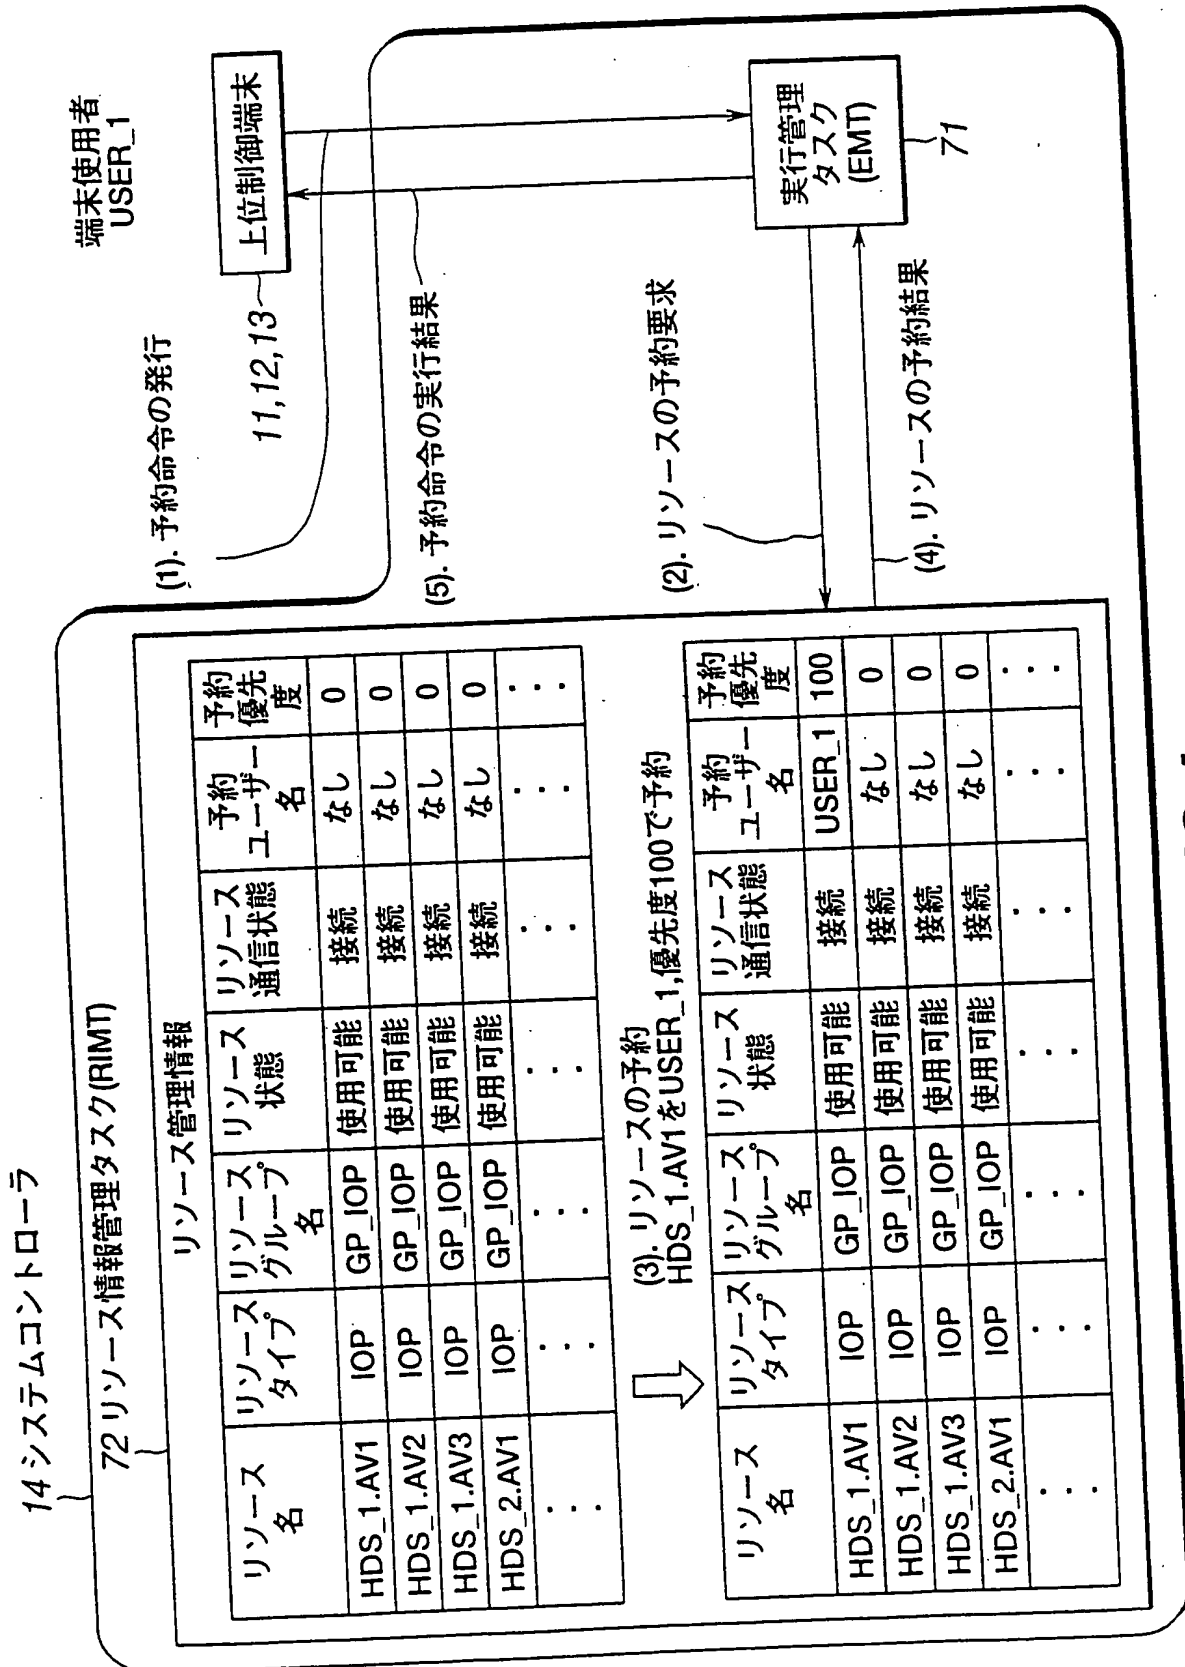 14 システムコントローラ
72 リソース情報管理タスク(RIMT)
リソース管理情報
リソース名 リソースタイプ リソースグループ名 リソース状態 リソース通信状態 予約ユーザー名 予約優先度
HDS_1.AV1 IOP GP_IOP 使用可能 接続 なし 0
HDS_1.AV2 IOP GP_IOP 使用可能 接続 なし 0
HDS_1.AV3 IOP GP_IOP 使用可能 接続 なし 0
HDS_2.AV1 IOP GP_IOP 使用可能 接続 なし 0
... ... ... ... ... ... ...
(3). リソースの予約
HDS_1.AV1をUSER_1,優先度100で予約
リソース名 リソースタイプ リソースグループ名 リソース状態 リソース通信状態 予約ユーザー名 予約優先度
HDS_1.AV1 IOP GP_IOP 使用可能 接続 USER_1 100
HDS_1.AV2 IOP GP_IOP 使用可能 接続 なし 0
HDS_1.AV3 IOP GP_IOP 使用可能 接続 なし 0
HDS_2.AV1 IOP GP_IOP 使用可能 接続 なし 0
... ... ... ... ... ... ...
端末使用者
USER_1
上位制御端末
11,12,13
(1). 予約命令の発行
(5). 予約命令の実行結果
(2). リソースの予約要求
(4). リソースの予約結果
実行管理
タスク
(EMT)
71